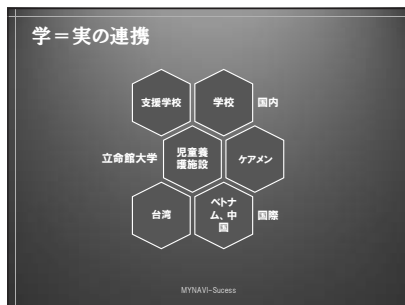 学＝実の連携
支援学校
学校
国内
立命館大学
児童養
護施設
ケアメン
台湾
ベトナ
ム、中
国
国際
MYNAVI-Sucess